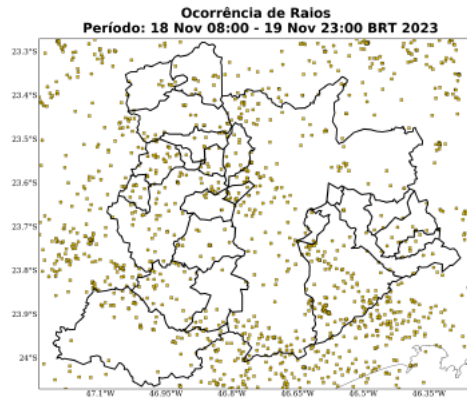 Ocorrência de Raios
Período: 18 Nov 08:00 - 19 Nov 23:00 BRT 2023
23.3°S
23.4°S
23.5°S
23.6°S
23.7°S
23.8°S
23.9°S
24°S
47.1°W 46.95°W 46.8°W 46.65°W 46.5°W 46.35°W